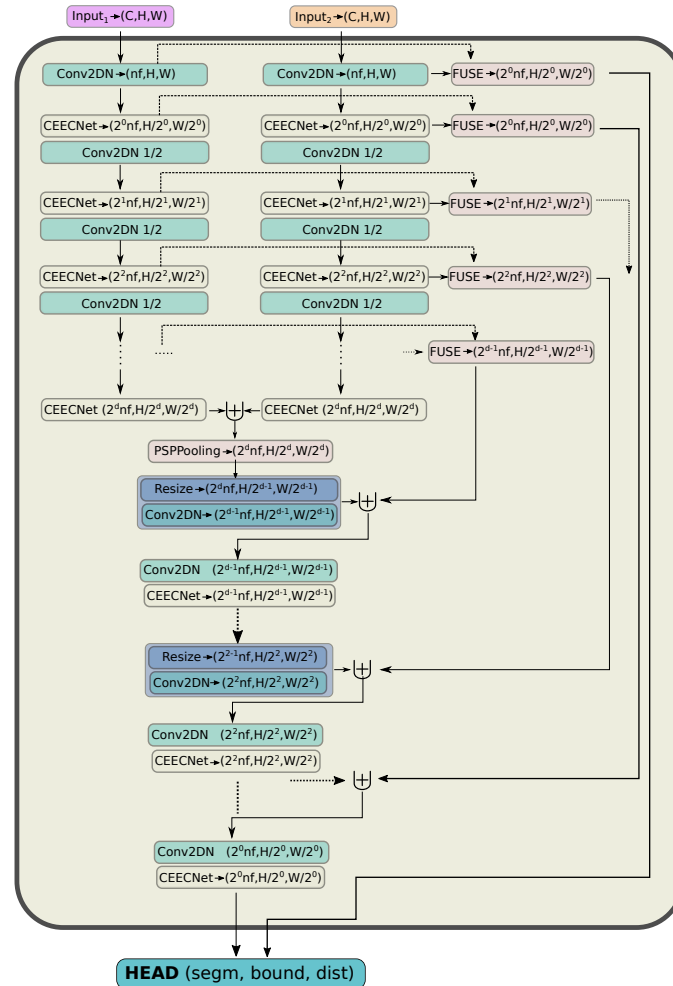 Input₁→(C,H,W) Input₂→(C,H,W)
Conv2DN→(nf,H,W) Conv2DN→(nf,H,W) FUSE→(2⁰nf,H/2⁰,W/2⁰)
CEECNet→(2⁰nf,H/2⁰,W/2⁰) CEECNet→(2⁰nf,H/2⁰,W/2⁰) FUSE→(2⁰nf,H/2⁰,W/2⁰)
Conv2DN 1/2 Conv2DN 1/2
CEECNet→(2¹nf,H/2¹,W/2¹) CEECNet→(2¹nf,H/2¹,W/2¹) FUSE→(2¹nf,H/2¹,W/2¹)
Conv2DN 1/2 Conv2DN 1/2
CEECNet→(2²nf,H/2²,W/2²) CEECNet→(2²nf,H/2²,W/2²) FUSE→(2²nf,H/2²,W/2²)
Conv2DN 1/2 Conv2DN 1/2
FUSE→(2ᵈ⁻¹nf,H/2ᵈ⁻¹,W/2ᵈ⁻¹)
CEECNet (2ᵈnf,H/2ᵈ,W/2ᵈ) CEECNet (2ᵈnf,H/2ᵈ,W/2ᵈ)
PSPPooling→(2ᵈnf,H/2ᵈ,W/2ᵈ)
Resize→(2ᵈnf,H/2ᵈ⁻¹,W/2ᵈ⁻¹)
Conv2DN→(2ᵈ⁻¹nf,H/2ᵈ⁻¹,W/2ᵈ⁻¹)
Conv2DN (2ᵈ⁻¹nf,H/2ᵈ⁻¹,W/2ᵈ⁻¹)
CEECNet→(2ᵈ⁻¹nf,H/2ᵈ⁻¹,W/2ᵈ⁻¹)
Resize→(2²⁻¹nf,H/2²,W/2²)
Conv2DN→(2²nf,H/2²,W/2²)
Conv2DN (2²nf,H/2²,W/2²)
CEECNet→(2²nf,H/2²,W/2²)
Conv2DN (2⁰nf,H/2⁰,W/2⁰)
CEECNet→(2⁰nf,H/2⁰,W/2⁰)
HEAD (segm, bound, dist)